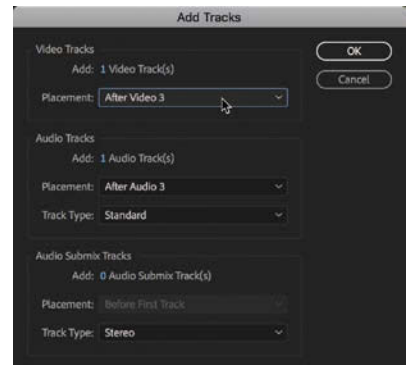 Add Tracks
Video Tracks
OK
Add: 1 Video Track(s)
Cancel
Placement: After Video 3
Audio Tracks
Add: 1 Audio Track(s)
Placement: After Audio 3
Track Type: Standard
Audio Submix Tracks
Add: 0 Audio Submix Track(s)
Placement: Before First Track
Track Type: Stereo